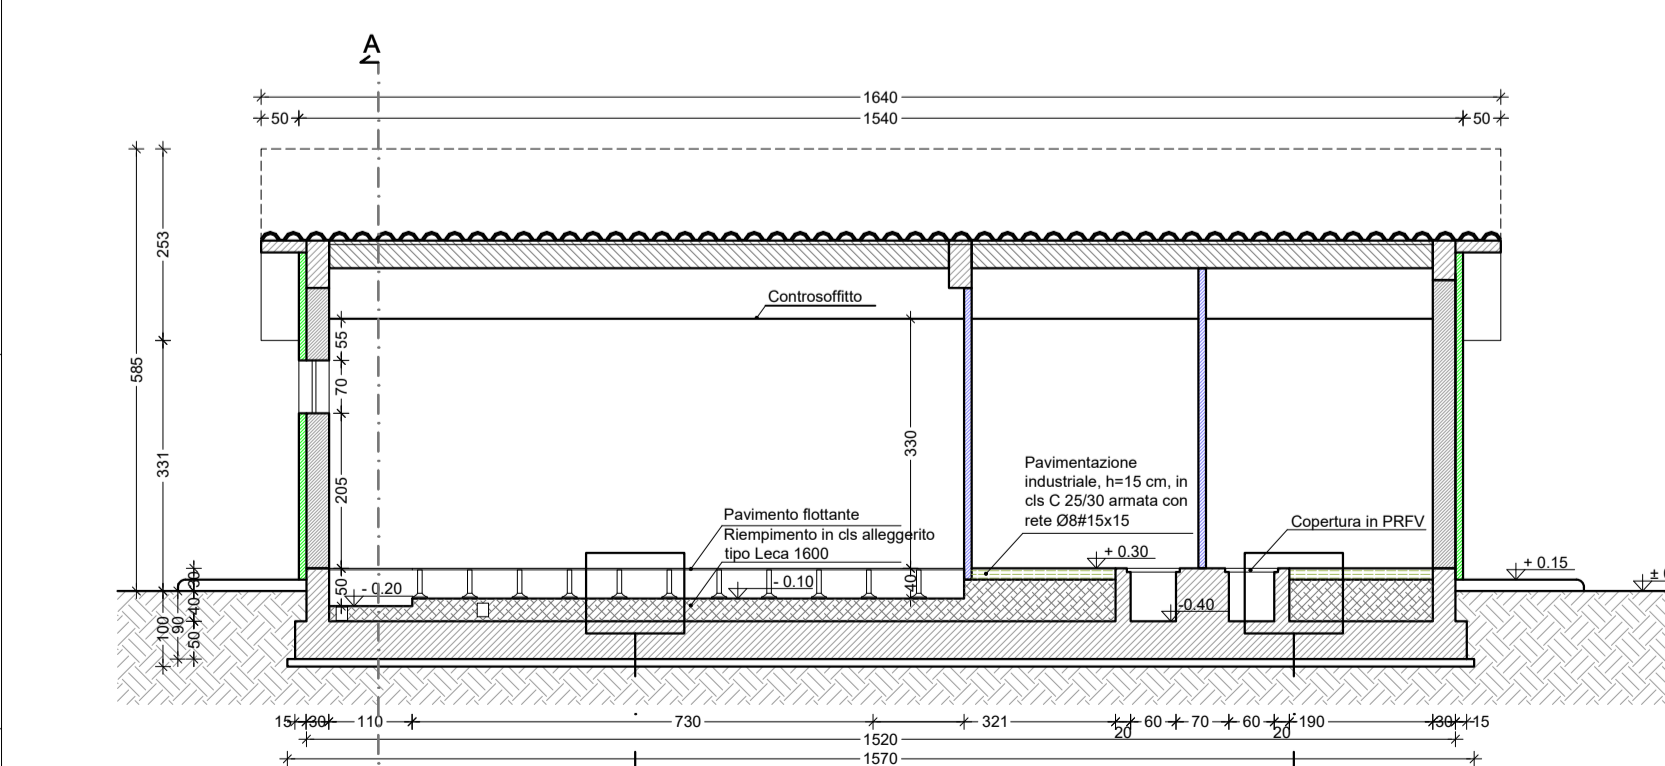 A
1640
50 1540 50
253
585
331
Controsoffitto
55
70
205
330
Pavimentazione
industriale, h=15 cm, in
cls C 25/30 armata con
rete Ø8#15x15
Pavimento flottante
Riempimento in cls alleggerito
tipo Leca 1600
Copertura in PRFV
+ 0.30
+ 0.15
- 0.20
- 0.10
-0.40
50
40
30
40
50
90
100
15 30 110 730 321 20 60 70 60 20 190 30 15
1520
1570